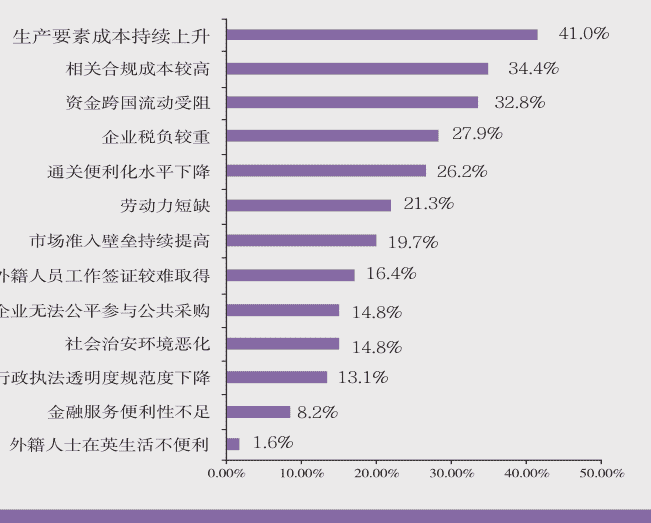 生产要素成本持续上升 41.0%
相关合规成本较高 34.4%
资金跨国流动受阻 32.8%
企业税负较重 27.9%
通关便利化水平下降 26.2%
劳动力短缺 21.3%
市场准入壁垒持续提高 19.7%
外籍人员工作签证较难取得 16.4%
企业无法公平参与公共采购 14.8%
社会治安环境恶化 14.8%
行政执法透明度规范度下降 13.1%
金融服务便利性不足 8.2%
外籍人士在英生活不便利 1.6%
0.00% 10.00% 20.00% 30.00% 40.00% 50.00%